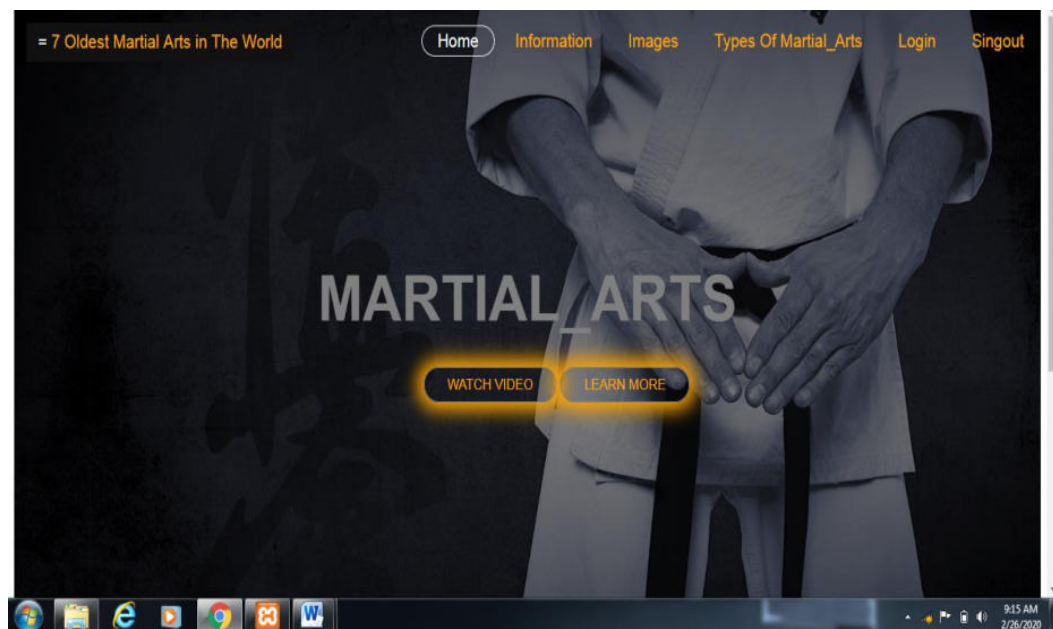 = 7 Oldest Martial Arts in The World
Home Information Images Types Of Martial_Arts Login Singout
MARTIAL_ARTS
WATCH VIDEO LEARN MORE
W
9:15 AM
2/26/2020